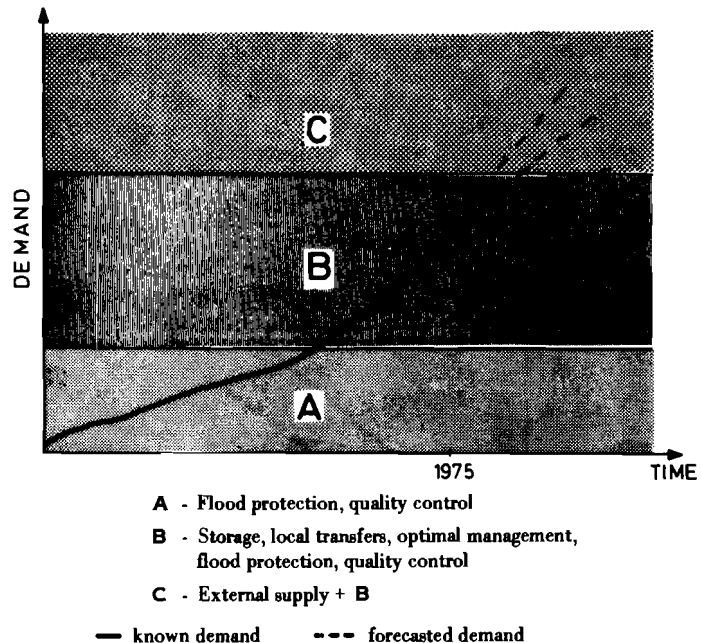 C
DEMAND
B
A
1975
TIME
A - Flood protection, quality control
B - Storage, local transfers, optimal management,
flood protection, quality control
C - External supply + B
known demand
forecasted demand